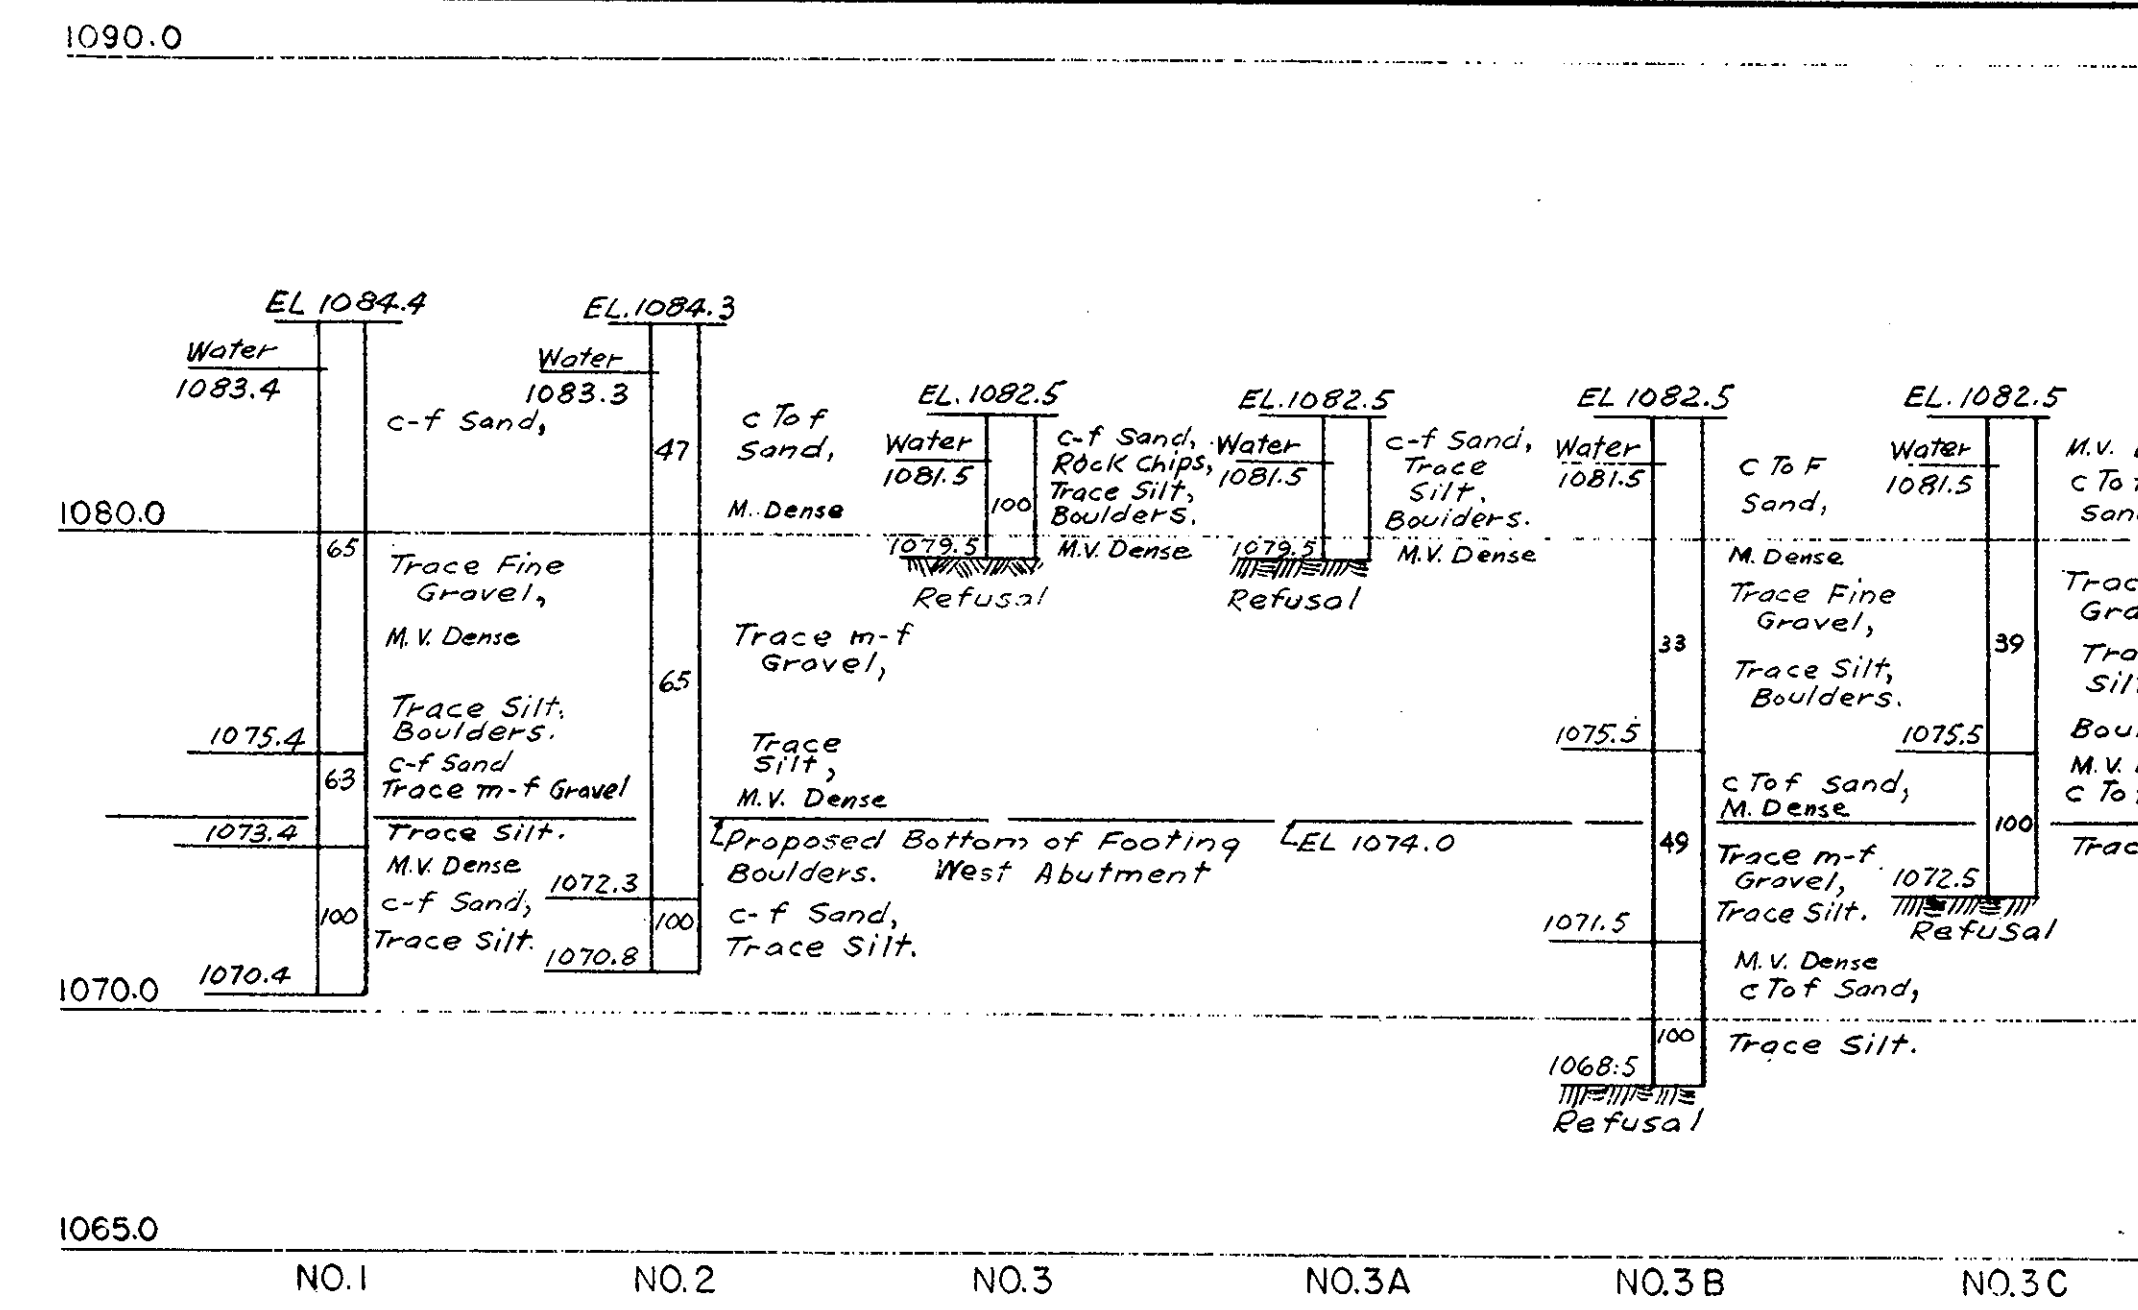 1090.0
EL 1084.4
Water
1083.4
c-f Sand,
1080.0
65
Trace Fine
Gravel,
M.V. Dense
Trace Silt.
Boulders.
1075.4
c-f Sand
63
Trace m-f Gravel
Trace Silt.
1073.4
M.V. Dense
c-f Sand,
100
Trace Silt.
1070.4
1070.0
1065.0
NO.1
EL.1084.3
Water
1083.3
c To f
Sand,
47
M. Dense
Trace m-f
Gravel,
65
Trace
Silt,
M.V. Dense
Proposed Bottom of Footing
West Abutment
EL 1074.0
Boulders.
1072.3
c-f Sand,
100
Trace Silt.
1070.8
NO.2
EL.1082.5
Water
1081.5
c-f Sand,
Rock Chips,
Trace Silt,
100
Boulders.
1079.5
M.V. Dense
Refusal
NO.3
EL.1082.5
Water
1081.5
c-f Sand,
Trace
Silt.
Bouiders.
1079.5
M.V. Dense
Refusal
NO.3A
EL 1082.5
Water
1081.5
C To F
Sand,
M. Dense
Trace Fine
Gravel,
33
Trace Silt,
Boulders.
1075.5
c To f Sand,
M. Dense
49
Trace m-f
Gravel,
Trace Silt.
1071.5
M.V. Dense
c To f Sand,
100
Trace Silt.
1068.5
Refusal
NO.3B
EL.1082.5
Water
1081.5
M.V.
c To
39
1075.5
M.V.
c To
100
1072.5
Refusal
NO.3C